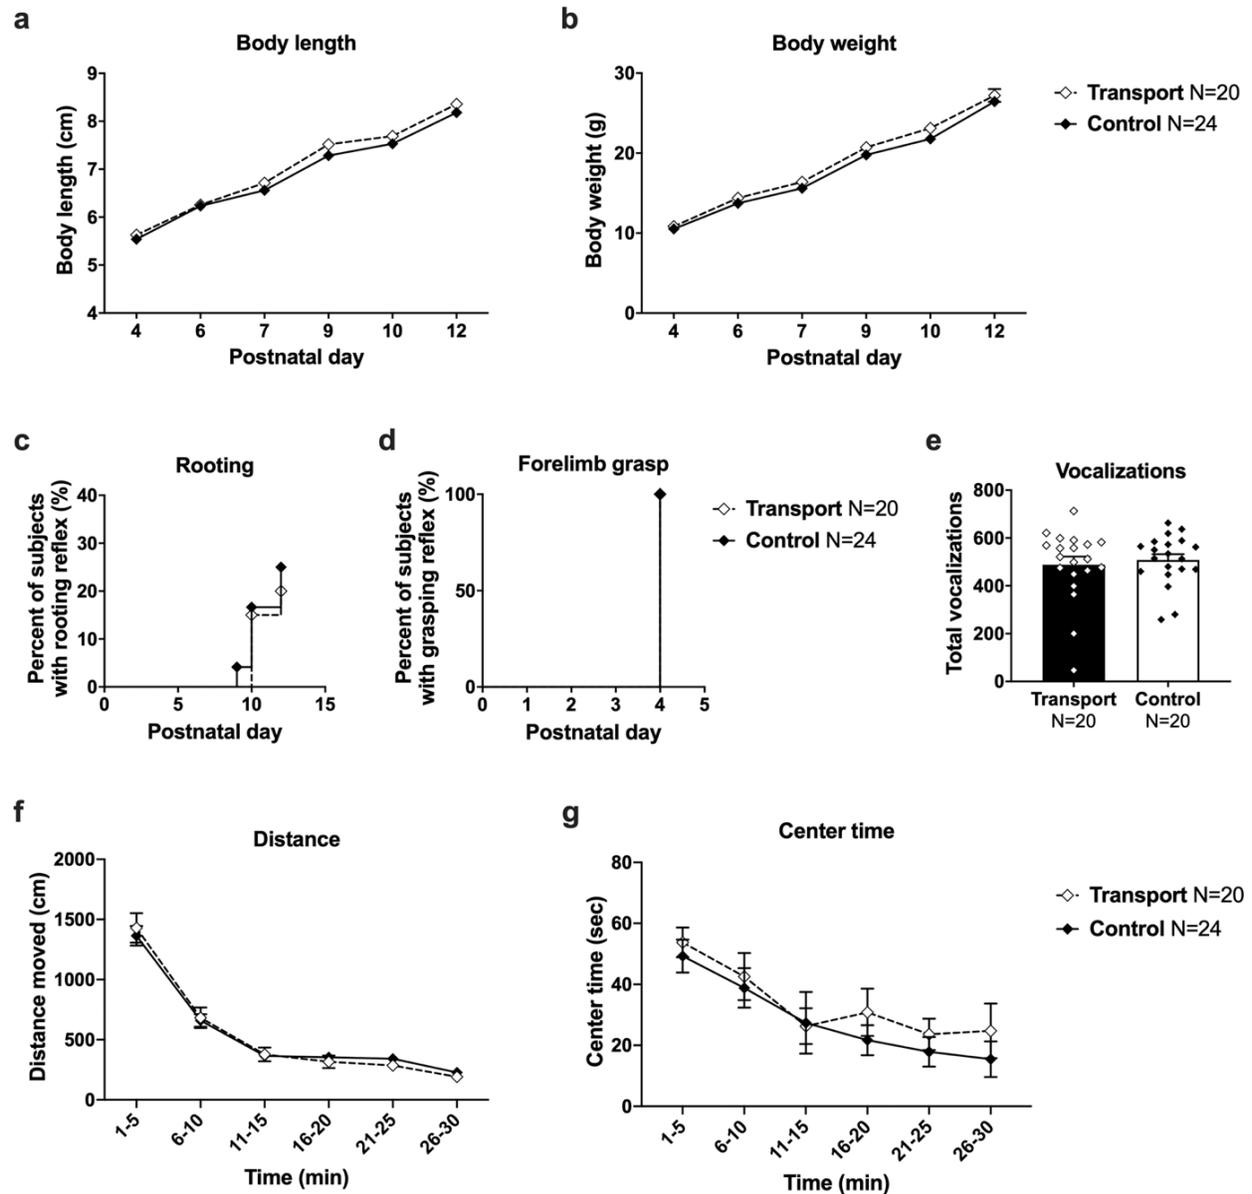 a
Body length
Body length (cm)
9
8
7
6
5
4
4 6 7 9 10 12
Postnatal day
b
Body weight
Body weight (g)
30
20
10
0
4 6 7 9 10 12
Postnatal day
Transport N=20
Control N=24
c
Rooting
Percent of subjects
with rooting reflex (%)
40
30
20
10
0
0 5 10 15
Postnatal day
d
Forelimb grasp
Percent of subjects
with grasping reflex (%)
100
50
0
0 1 2 3 4 5
Postnatal day
Transport N=20
Control N=24
e
Vocalizations
Total vocalizations
800
600
400
200
0
Transport Control
N=20 N=20
f
Distance
Distance moved (cm)
2000
1500
1000
500
0
1-5 6-10 11-15 16-20 21-25 26-30
Time (min)
g
Center time
Center time (sec)
80
60
40
20
0
1-5 6-10 11-15 16-20 21-25 26-30
Time (min)
Transport N=20
Control N=24